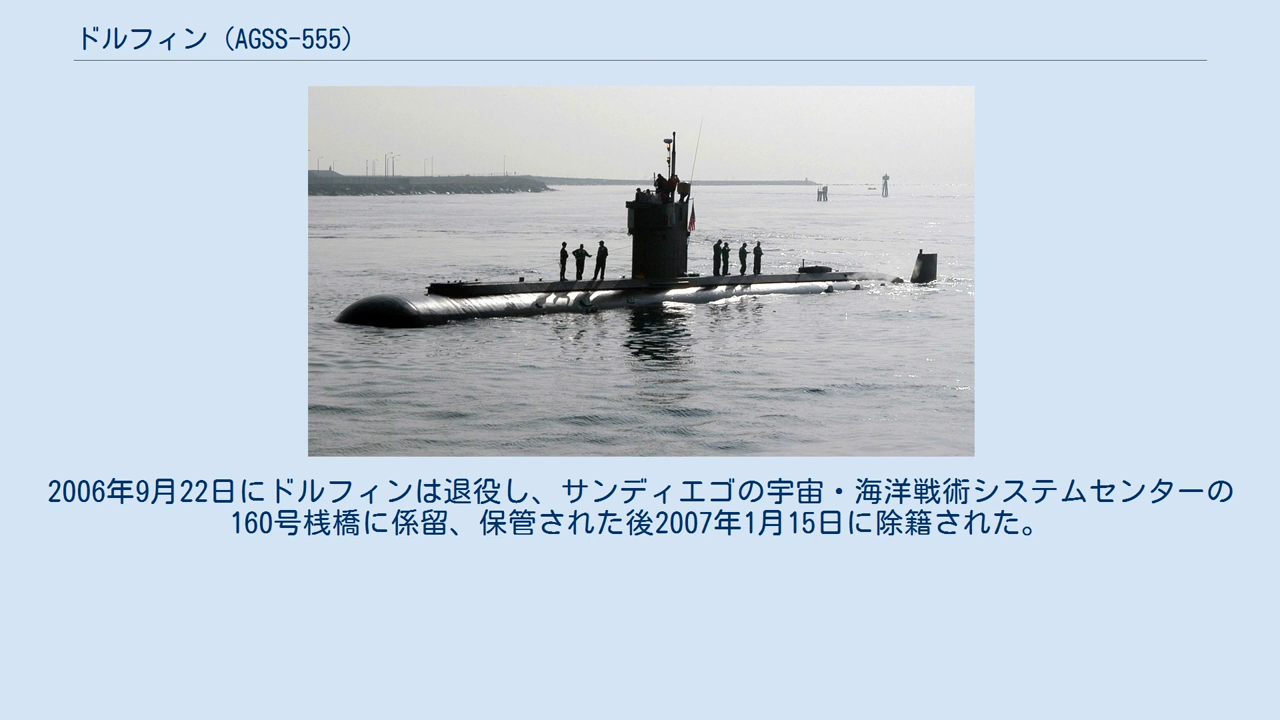 ドルフィン（AGSS-555）
2006年9月22日にドルフィンは退役し、サンディエゴの宇宙・海洋戦術システムセンターの
160号桟橋に係留、保管された後2007年1月15日に除籍された。